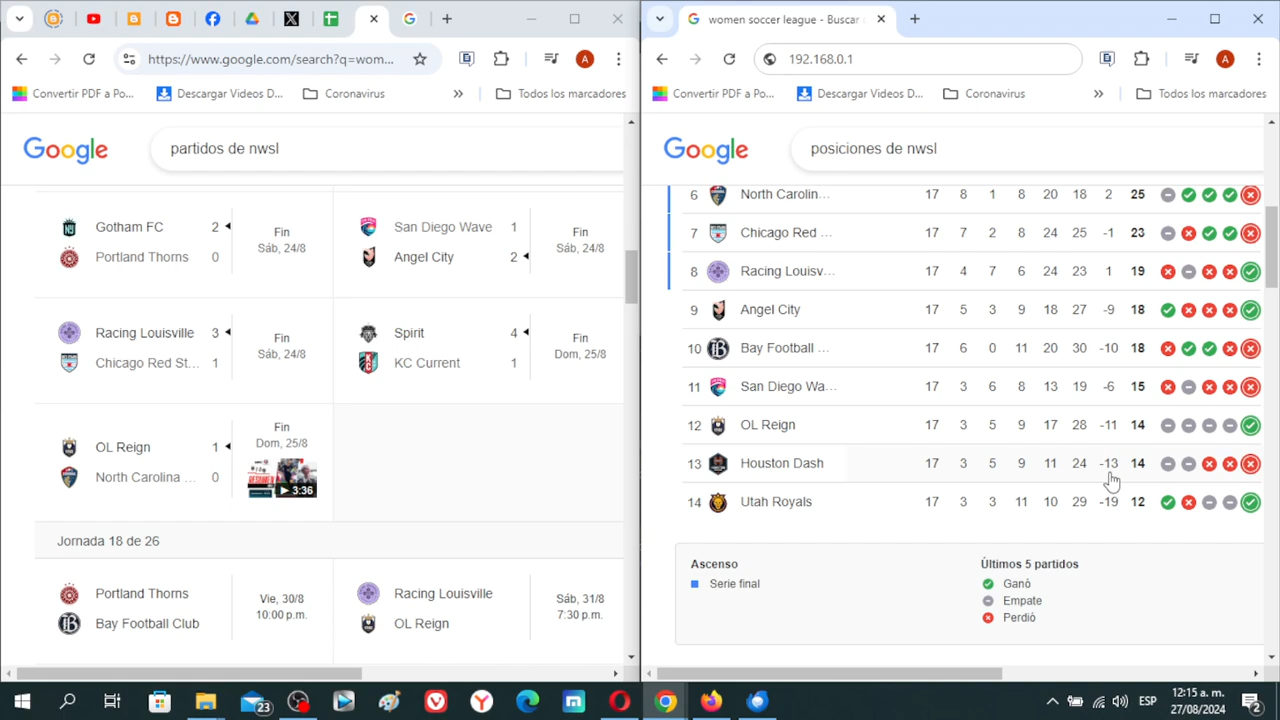 https://www.google.com/search?q=wom...
Convertir PDF a Po...
Descargar Videos D...
Coronavirus
»
Todos los marcadores
Google
partidos de nwsl
Gotham FC 2
Portland Thorns 0
Fin
Sáb, 24/8
San Diego Wave 1
Angel City 2
Fin
Sáb, 24/8
Racing Louisville 3
Chicago Red St... 1
Fin
Sáb, 24/8
Spirit 4
KC Current 1
Fin
Dom, 25/8
OL Reign 1
North Carolina ... 0
Fin
Dom, 25/8
3:36
Jornada 18 de 26
Portland Thorns
Bay Football Club
Vie, 30/8
10:00 p.m.
Racing Louisville
OL Reign
Sáb, 31/8
7:30 p.m.
women soccer league - Buscar
192.168.0.1
A
Convertir PDF a Po...
Descargar Videos D...
Coronavirus
»
Todos los marcadores
Google
posiciones de nwsl
6 North Carolin... 17 8 1 8 20 18 2 25
7 Chicago Red ... 17 7 2 8 24 25 -1 23
8 Racing Louisv... 17 4 7 6 24 23 1 19
9 Angel City 17 5 3 9 18 27 -9 18
10 Bay Football ... 17 6 0 11 20 30 -10 18
11 San Diego Wa... 17 3 6 8 13 19 -6 15
12 OL Reign 17 3 5 9 17 28 -11 14
13 Houston Dash 17 3 5 9 11 24 -13 14
14 Utah Royals 17 3 3 11 10 29 -19 12
Ascenso
Serie final
Últimos 5 partidos
Ganó
Empate
Perdió
23
ESP
12:15 a. m.
27/08/2024
2